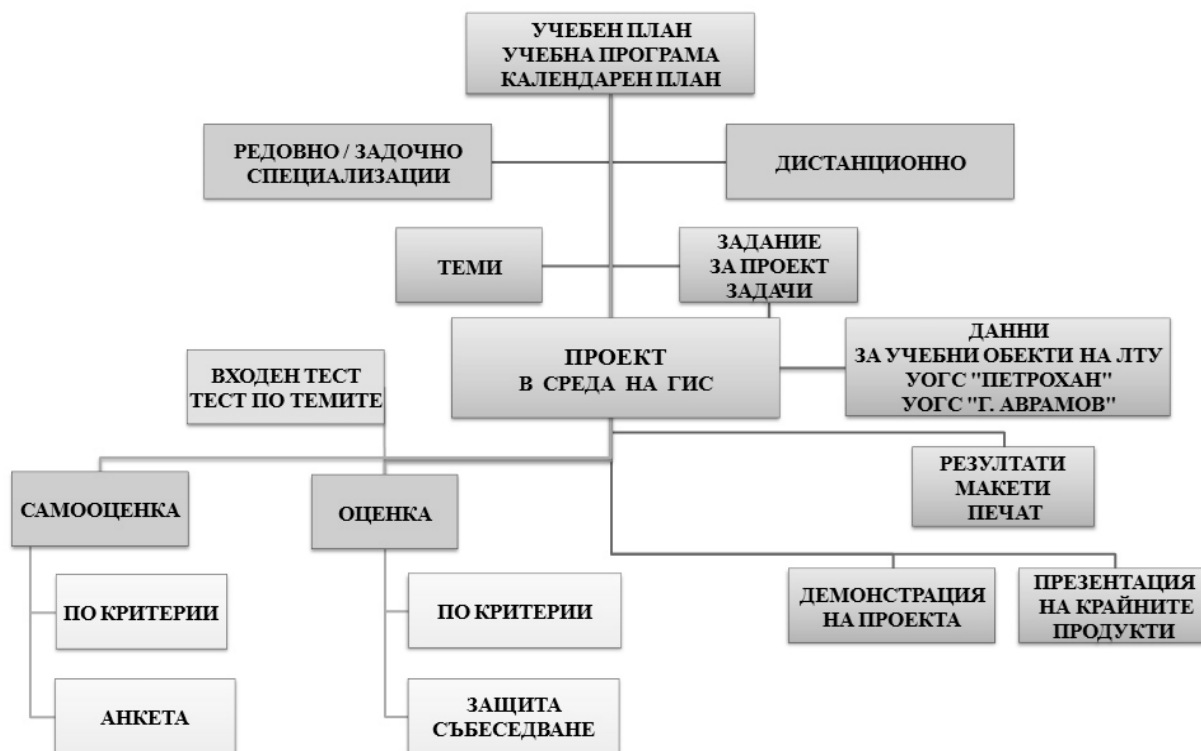 УЧЕБЕН ПЛАН
УЧЕБНА ПРОГРАМА
КАЛЕНДАРЕН ПЛАН
РЕДОВНО / ЗАДОЧНО
СПЕЦИАЛИЗАЦИИ
ДИСТАНЦИОННО
ТЕМИ
ЗАДАНИЕ
ЗА ПРОЕКТ
ЗАДАЧИ
ПРОЕКТ
В СРЕДА НА ГИС
ДАННИ
ЗА УЧЕБНИ ОБЕКТИ НА ЛТУ
УОГС "ПЕТРОХАН"
УОГС "Г. АВРАМОВ"
ВХОДЕН ТЕСТ
ТЕСТ ПО ТЕМИТЕ
САМООЦЕНКА
ОЦЕНКА
РЕЗУЛТАТИ
МАКЕТИ
ПЕЧАТ
ПО КРИТЕРИИ
ПО КРИТЕРИИ
ДЕМОНСТРАЦИЯ
НА ПРОЕКТА
ПРЕЗЕНТАЦИЯ
НА КРАЙНИТЕ
ПРОДУКТИ
АНКЕТА
ЗАЩИТА
СЪБЕСЕДВАНЕ